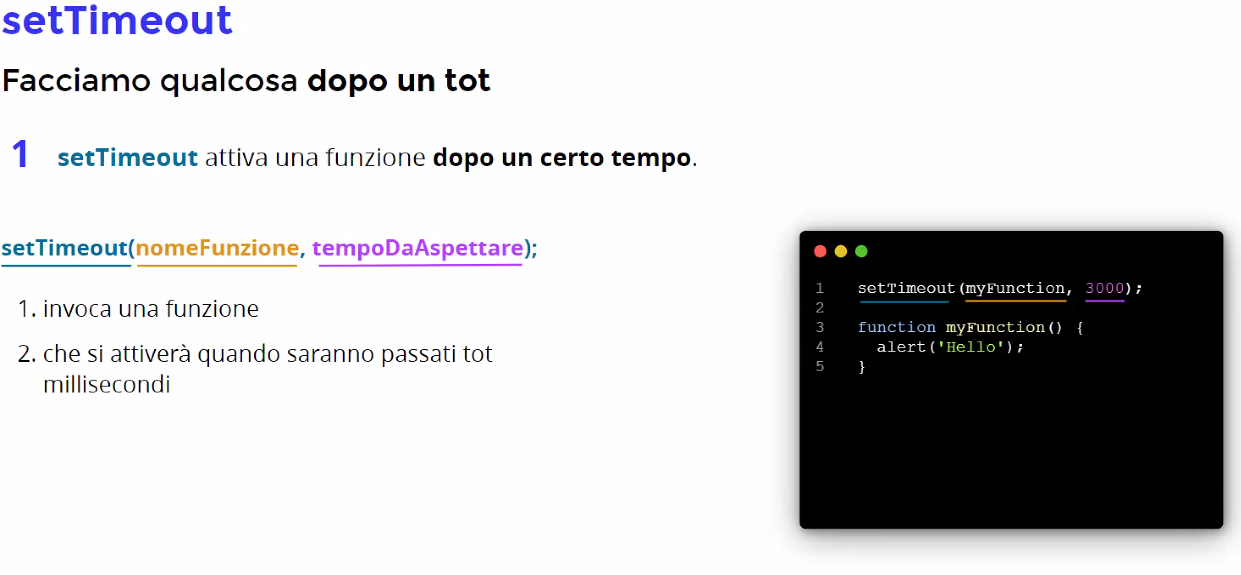 setTimeout
Facciamo qualcosa dopo un tot
1 setTimeout attiva una funzione dopo un certo tempo.
setTimeout(nomeFunzione, tempoDaAspettare);
1. invoca una funzione
2. che si attiverà quando saranno passati tot
millisecondi
1 setTimeout(myFunction, 3000);
2
3 function myFunction() {
4 alert('Hello');
5 }